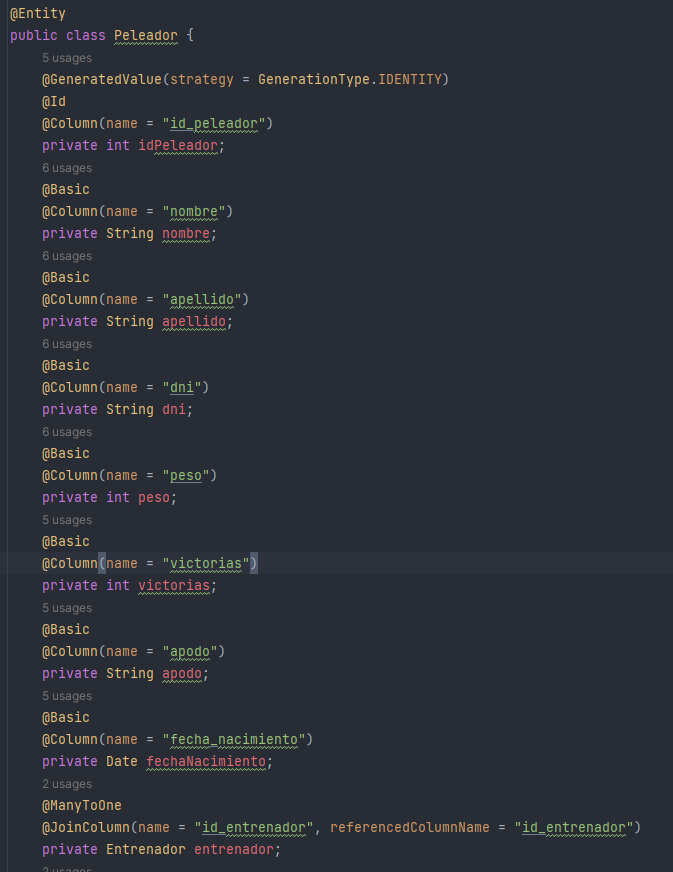 @Entity
public class Peleador {
5 usages
@GeneratedValue(strategy = GenerationType.IDENTITY)
@Id
@Column(name = "id_peleador")
private int idPeleador;
6 usages
@Basic
@Column(name = "nombre")
private String nombre;
6 usages
@Basic
@Column(name = "apellido")
private String apellido;
6 usages
@Basic
@Column(name = "dni")
private String dni;
6 usages
@Basic
@Column(name = "peso")
private int peso;
5 usages
@Basic
@Column(name = "victorias")
private int victorias;
5 usages
@Basic
@Column(name = "apodo")
private String apodo;
5 usages
@Basic
@Column(name = "fecha_nacimiento")
private Date fechaNacimiento;
2 usages
@ManyToOne
@JoinColumn(name = "id_entrenador", referencedColumnName = "id_entrenador")
private Entrenador entrenador;
2 usages